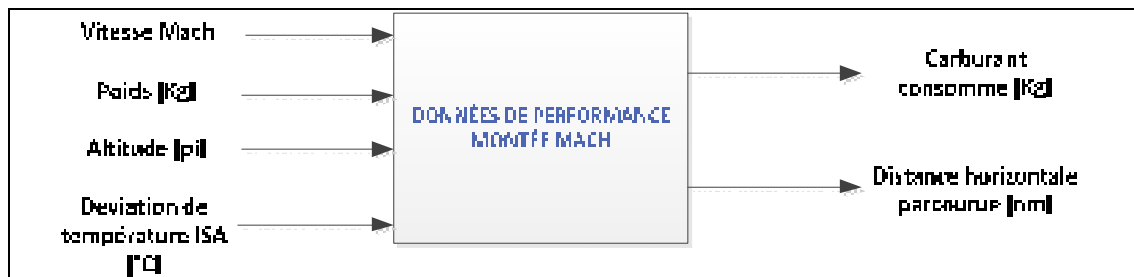 Vitesse Mach
Poids [Kg]
Altitude [pi]
Deviation de
température ISA
[°C]
DONNÉES DE PERFORMANCE
MONTÉE MACH
Carburant
consomme [Kg]
Distance horizontale
parcourue [nm]